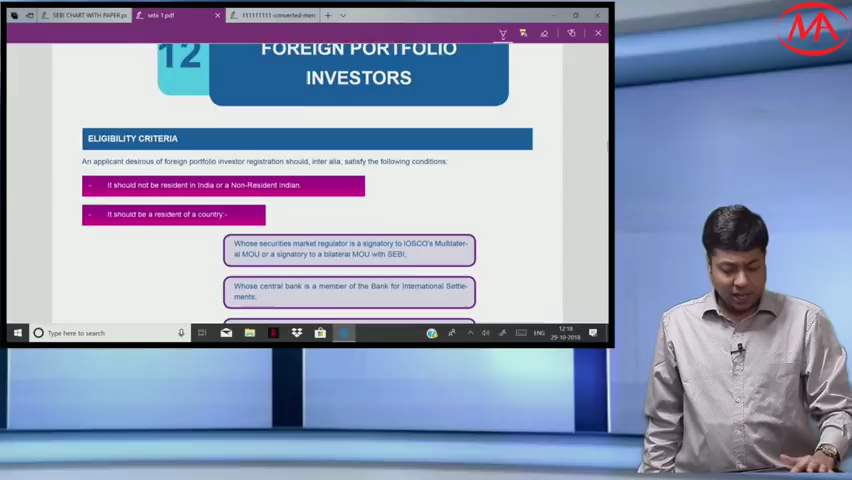 SEBI CHART WITH PAPER.p
sebi 1.pdf
111111111-converted-mer
MA
12
FOREIGN PORTFOLIO
INVESTORS
ELIGIBILITY CRITERIA
An applicant desirous of foreign portfolio investor registration should, inter alia, satisfy the following conditions:
- It should not be resident in India or a Non-Resident Indian.
- It should be a resident of a country:-
Whose securities market regulator is a signatory to IOSCO's Multilater-
al MOU or a signatory to a bilateral MOU with SEBI;
Whose central bank is a member of the Bank for International Settle-
ments;
Type here to search
ENG
12:18
29-10-2018